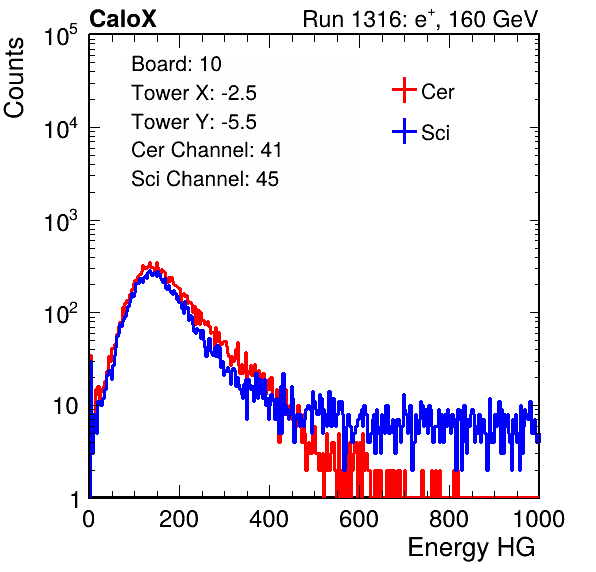 CaloX Run 1316: e+, 160 GeV
Counts
10^5
10^4
10^3
10^2
10
1
Board: 10
Tower X: -2.5
Tower Y: -5.5
Cer Channel: 41
Sci Channel: 45
Cer
Sci
0 200 400 600 800 1000
Energy HG